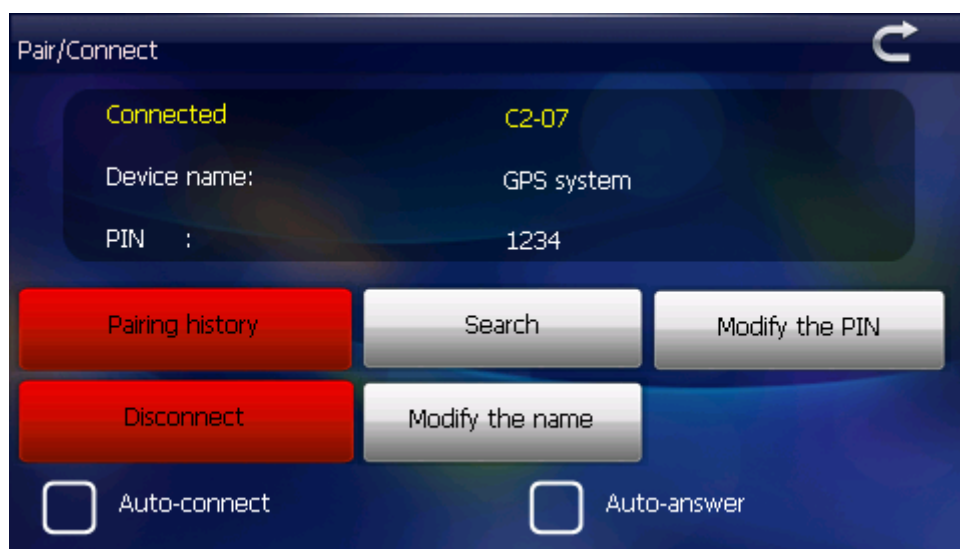 Pair/Connect
Connected C2-07
Device name: GPS system
PIN : 1234
Pairing history Search Modify the PIN
Disconnect Modify the name
Auto-connect Auto-answer